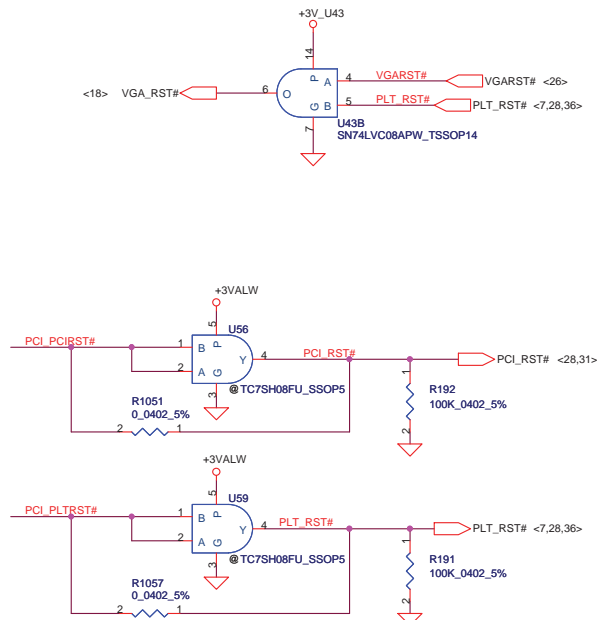 +3V_U43
14
P
A
4
VGARST#
VGARST# <26>
<18> VGA_RST#
6
O
G
B
5
PLT_RST#
PLT_RST# <7,28,36>
7
U43B
SN74LVC08APW_TSSOP14
+3VALW
5
U56
PCI_PCIRST#
1
B
P
Y
4
PCI_RST#
PCI_RST# <28,31>
2
A
G
3
@TC7SH08FU_SSOP5
1
R192
100K_0402_5%
2
R1051
0_0402_5%
2
1
+3VALW
5
U59
PCI_PLTRST#
1
B
P
Y
4
PLT_RST#
PLT_RST# <7,28,36>
2
A
G
3
@TC7SH08FU_SSOP5
1
R191
100K_0402_5%
2
R1057
0_0402_5%
2
1